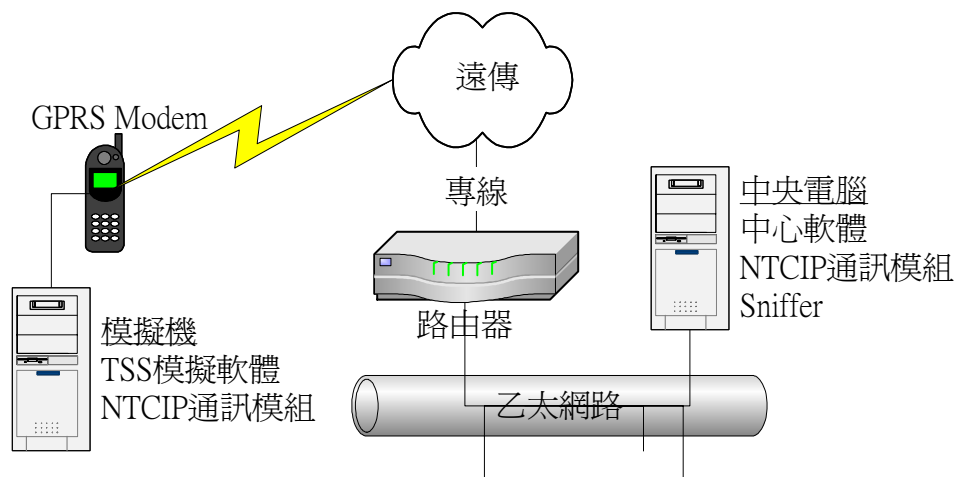 遠傳
GPRS Modem
專線
中央電腦
中心軟體
NTCIP通訊模組
Sniffer
路由器
模擬機
TSS模擬軟體
NTCIP通訊模組
乙太網路